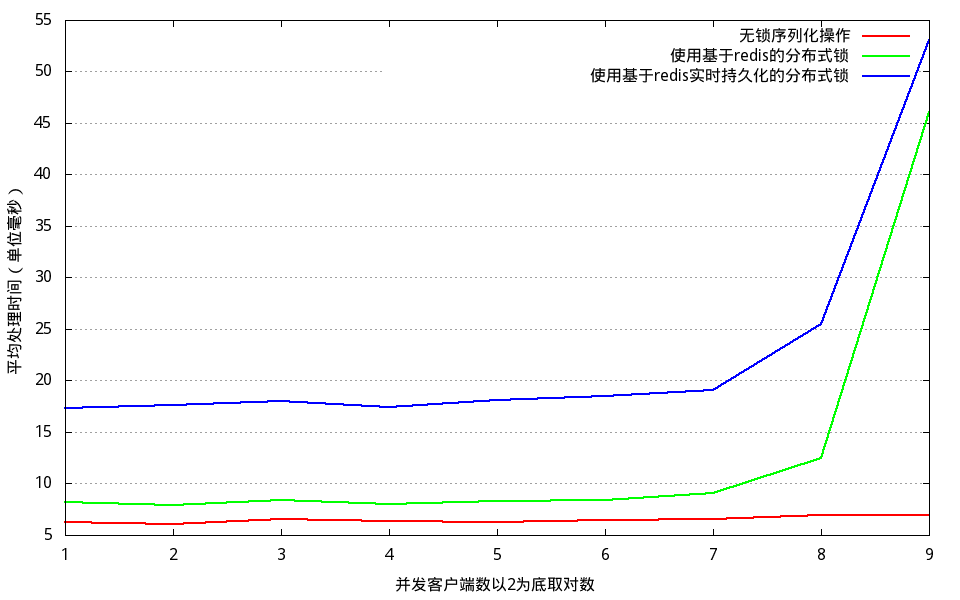 无锁序列化操作
使用基于redis的分布式锁
使用基于redis实时持久化的分布式锁
55
50
45
40
35
30
25
20
15
10
5
平均处理时间（单位毫秒）
1 2 3 4 5 6 7 8 9
并发客户端数以2为底取对数